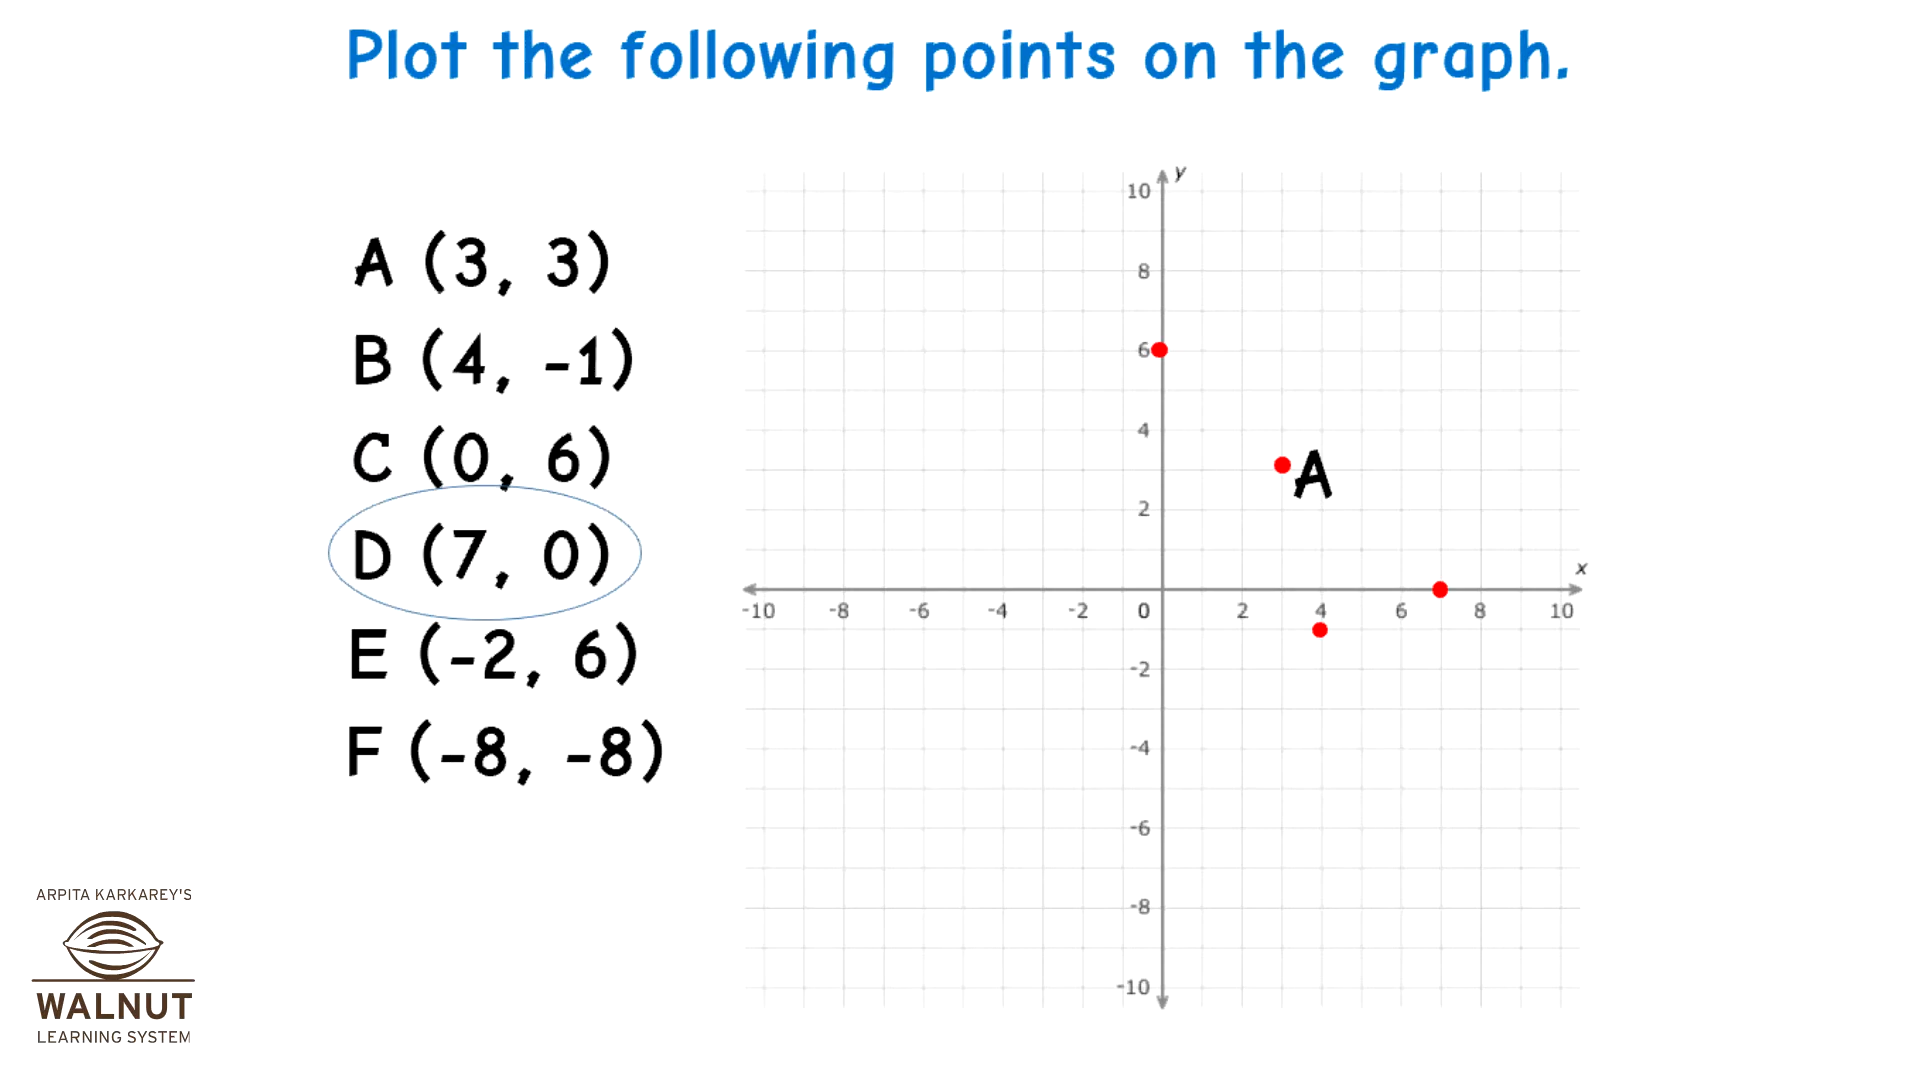 Plot the following points on the graph.
A (3, 3)
B (4, -1)
C (0, 6)
D (7, 0)
E (-2, 6)
F (-8, -8)
y
10
8
6
4
A
2
x
-10 -8 -6 -4 -2 0 2 4 6 8 10
-2
-4
-6
-8
-10
ARPITA KARKAREY'S
WALNUT
LEARNING SYSTEM